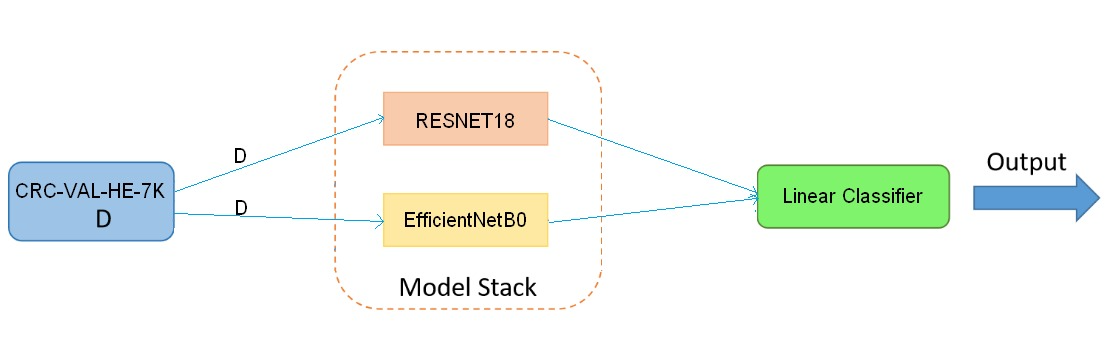 CRC-VAL-HE-7K
D
D
D
RESNET18
EfficientNetB0
Model Stack
Linear Classifier
Output